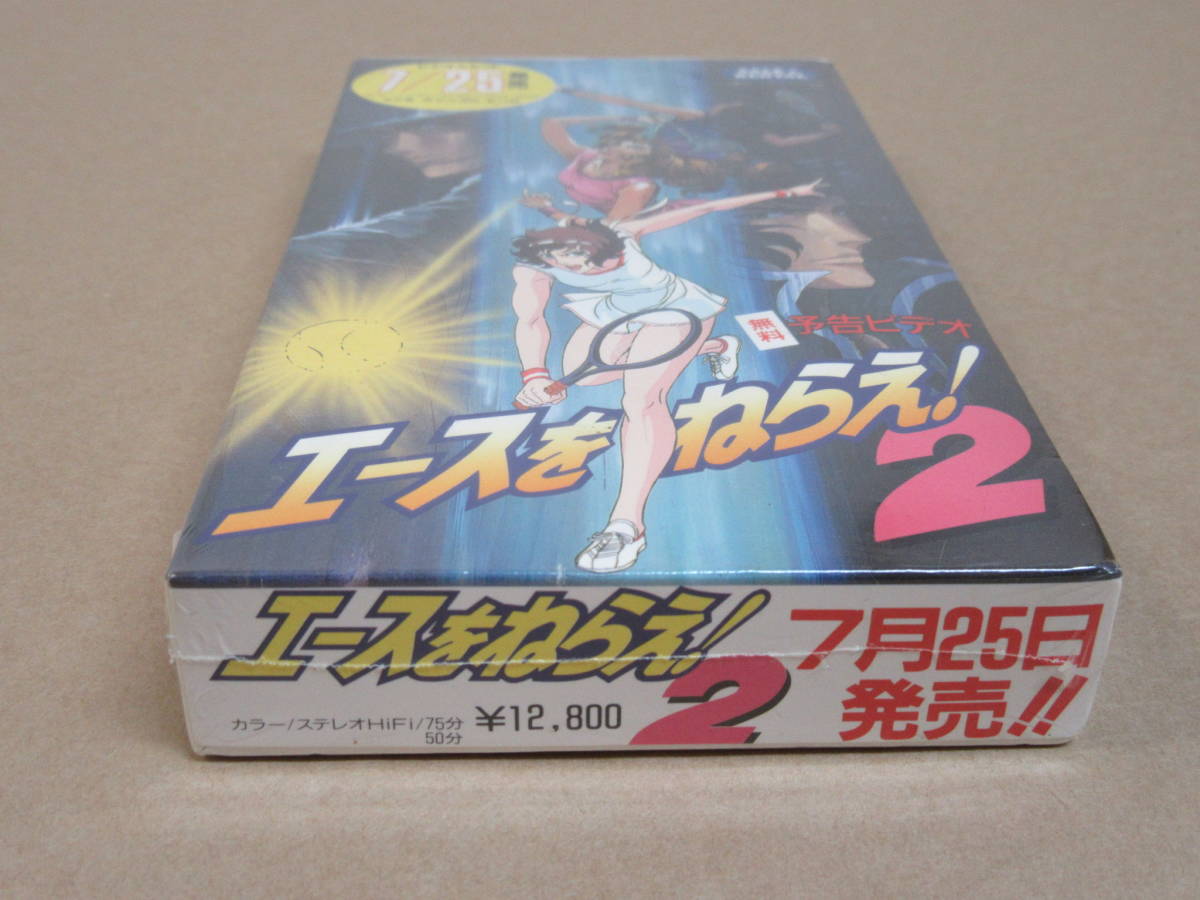 7/25
無料
予告ビデオ
エースをねらえ!
2
エースをねらえ!
2
カラー/ステレオHiFi/75分
50分
¥12,800
7月25日
発売!!